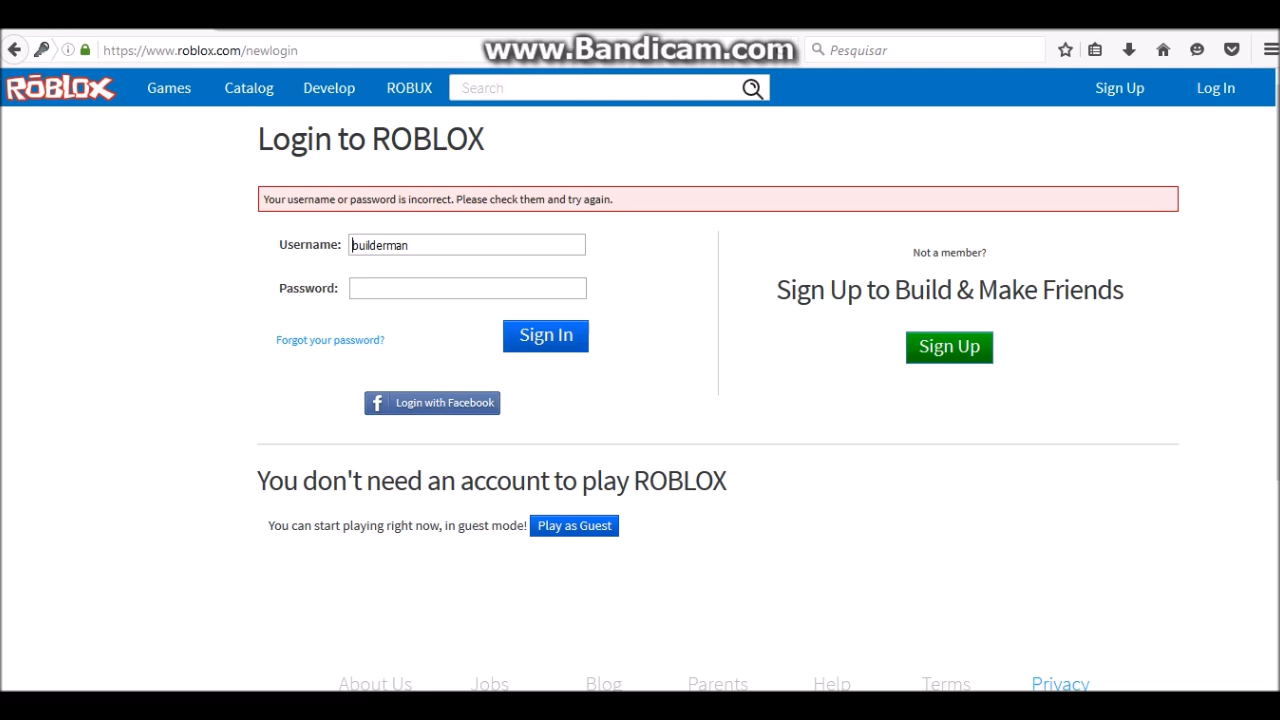 https://www.roblox.com/newlogin
www.Bandicam.com
Pesquisar
ROBLOX
Games
Catalog
Develop
ROBUX
Search
Sign Up
Log In
Login to ROBLOX
Your username or password is incorrect. Please check them and try again.
Username:
builderman
Password:
Forgot your password?
Sign In
Login with Facebook
Not a member?
Sign Up to Build & Make Friends
Sign Up
You don't need an account to play ROBLOX
You can start playing right now, in guest mode!
Play as Guest
About Us
Jobs
Blog
Parents
Help
Terms
Privacy